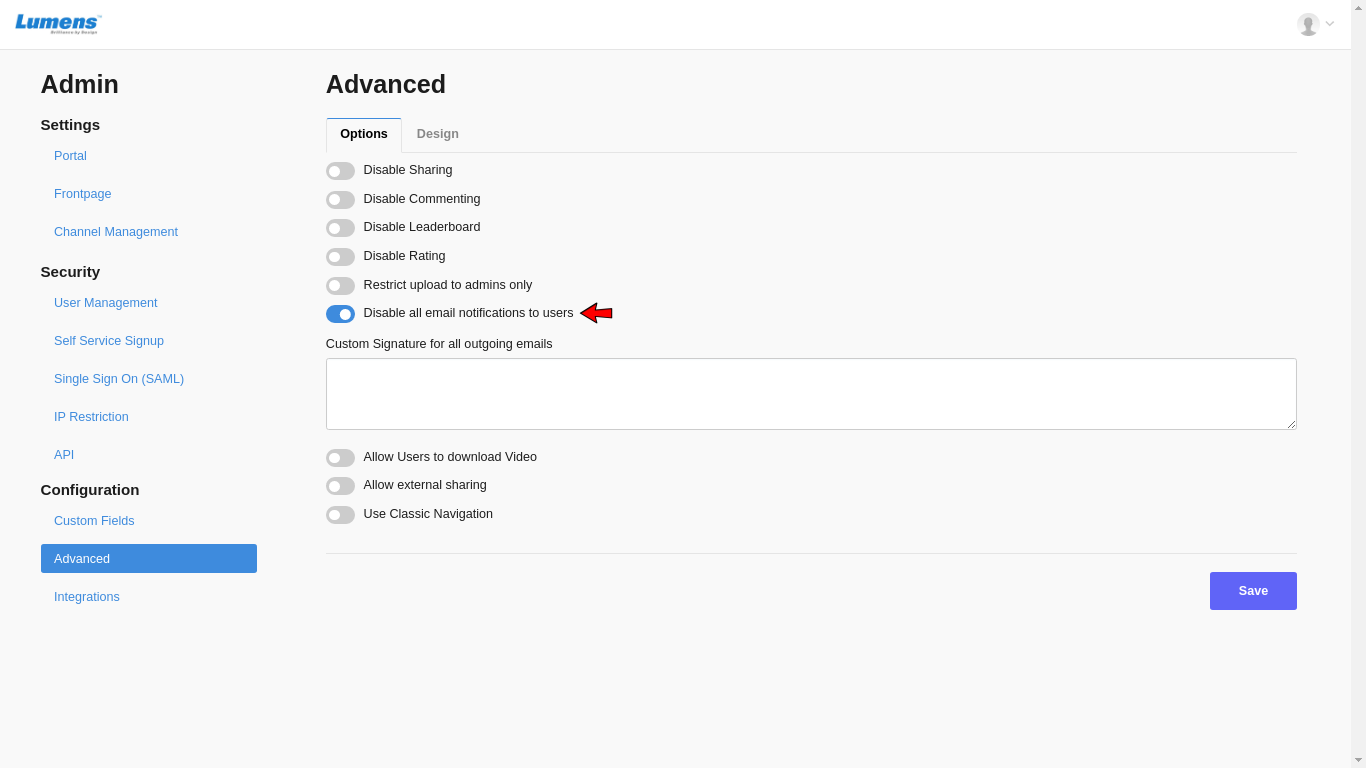 Lumens™
Brilliance by Design
Admin
Settings
Portal
Frontpage
Channel Management
Security
User Management
Self Service Signup
Single Sign On (SAML)
IP Restriction
API
Configuration
Custom Fields
Advanced
Integrations
Advanced
Options
Design
Disable Sharing
Disable Commenting
Disable Leaderboard
Disable Rating
Restrict upload to admins only
Disable all email notifications to users
Custom Signature for all outgoing emails
Allow Users to download Video
Allow external sharing
Use Classic Navigation
Save